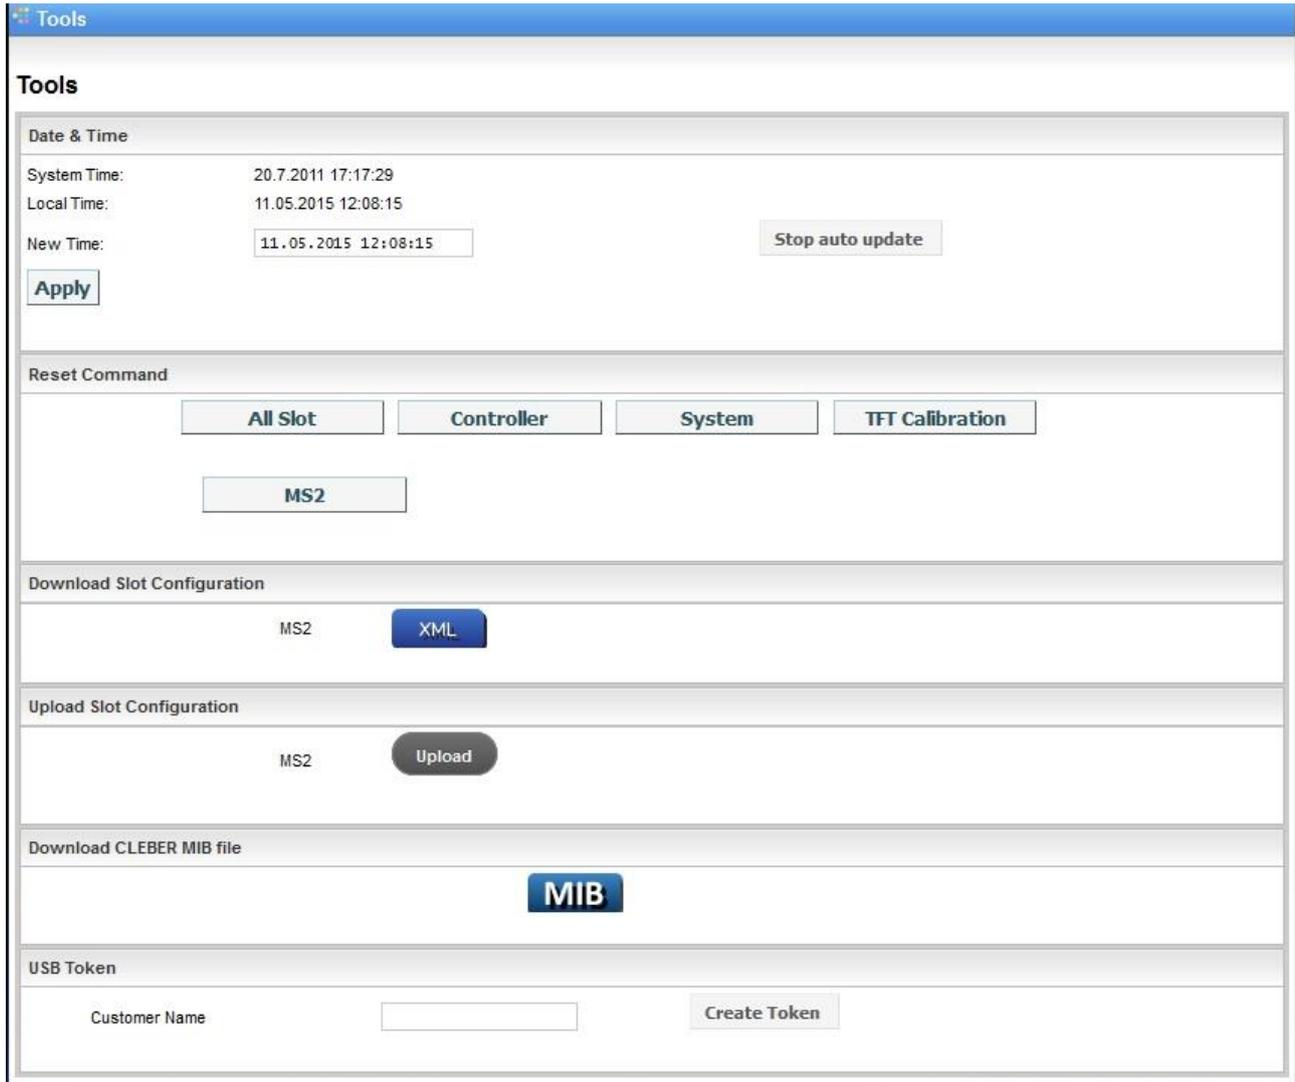 Tools
Tools
Date & Time
System Time: 20.7.2011 17:17:29
Local Time: 11.05.2015 12:08:15
New Time: 11.05.2015 12:08:15 Stop auto update
Apply
Reset Command
All Slot Controller System TFT Calibration
MS2
Download Slot Configuration
MS2 XML
Upload Slot Configuration
MS2 Upload
Download CLEBER MIB file
MIB
USB Token
Customer Name Create Token